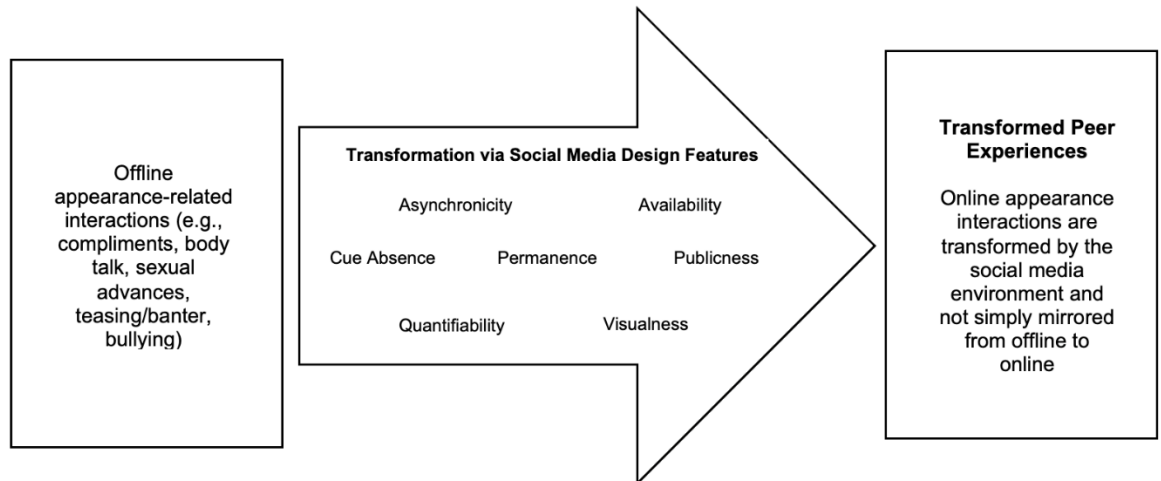 Offline
appearance-related
interactions (e.g.,
compliments, body
talk, sexual
advances,
teasing/banter,
bullying)
Transformation via Social Media Design Features
Asynchronicity Availability
Cue Absence Permanence Publicness
Quantifiability Visualness
Transformed Peer
Experiences
Online appearance
interactions are
transformed by the
social media
environment and
not simply mirrored
from offline to
online